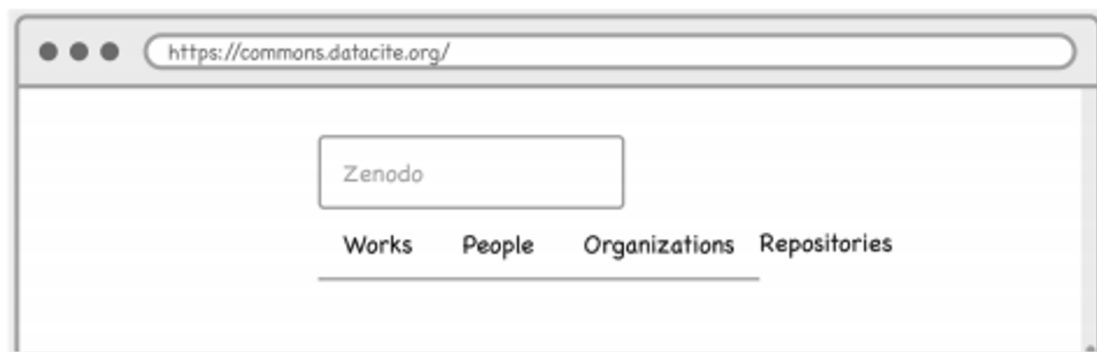 https://commons.datacite.org/
Zenodo
Works People Organizations Repositories